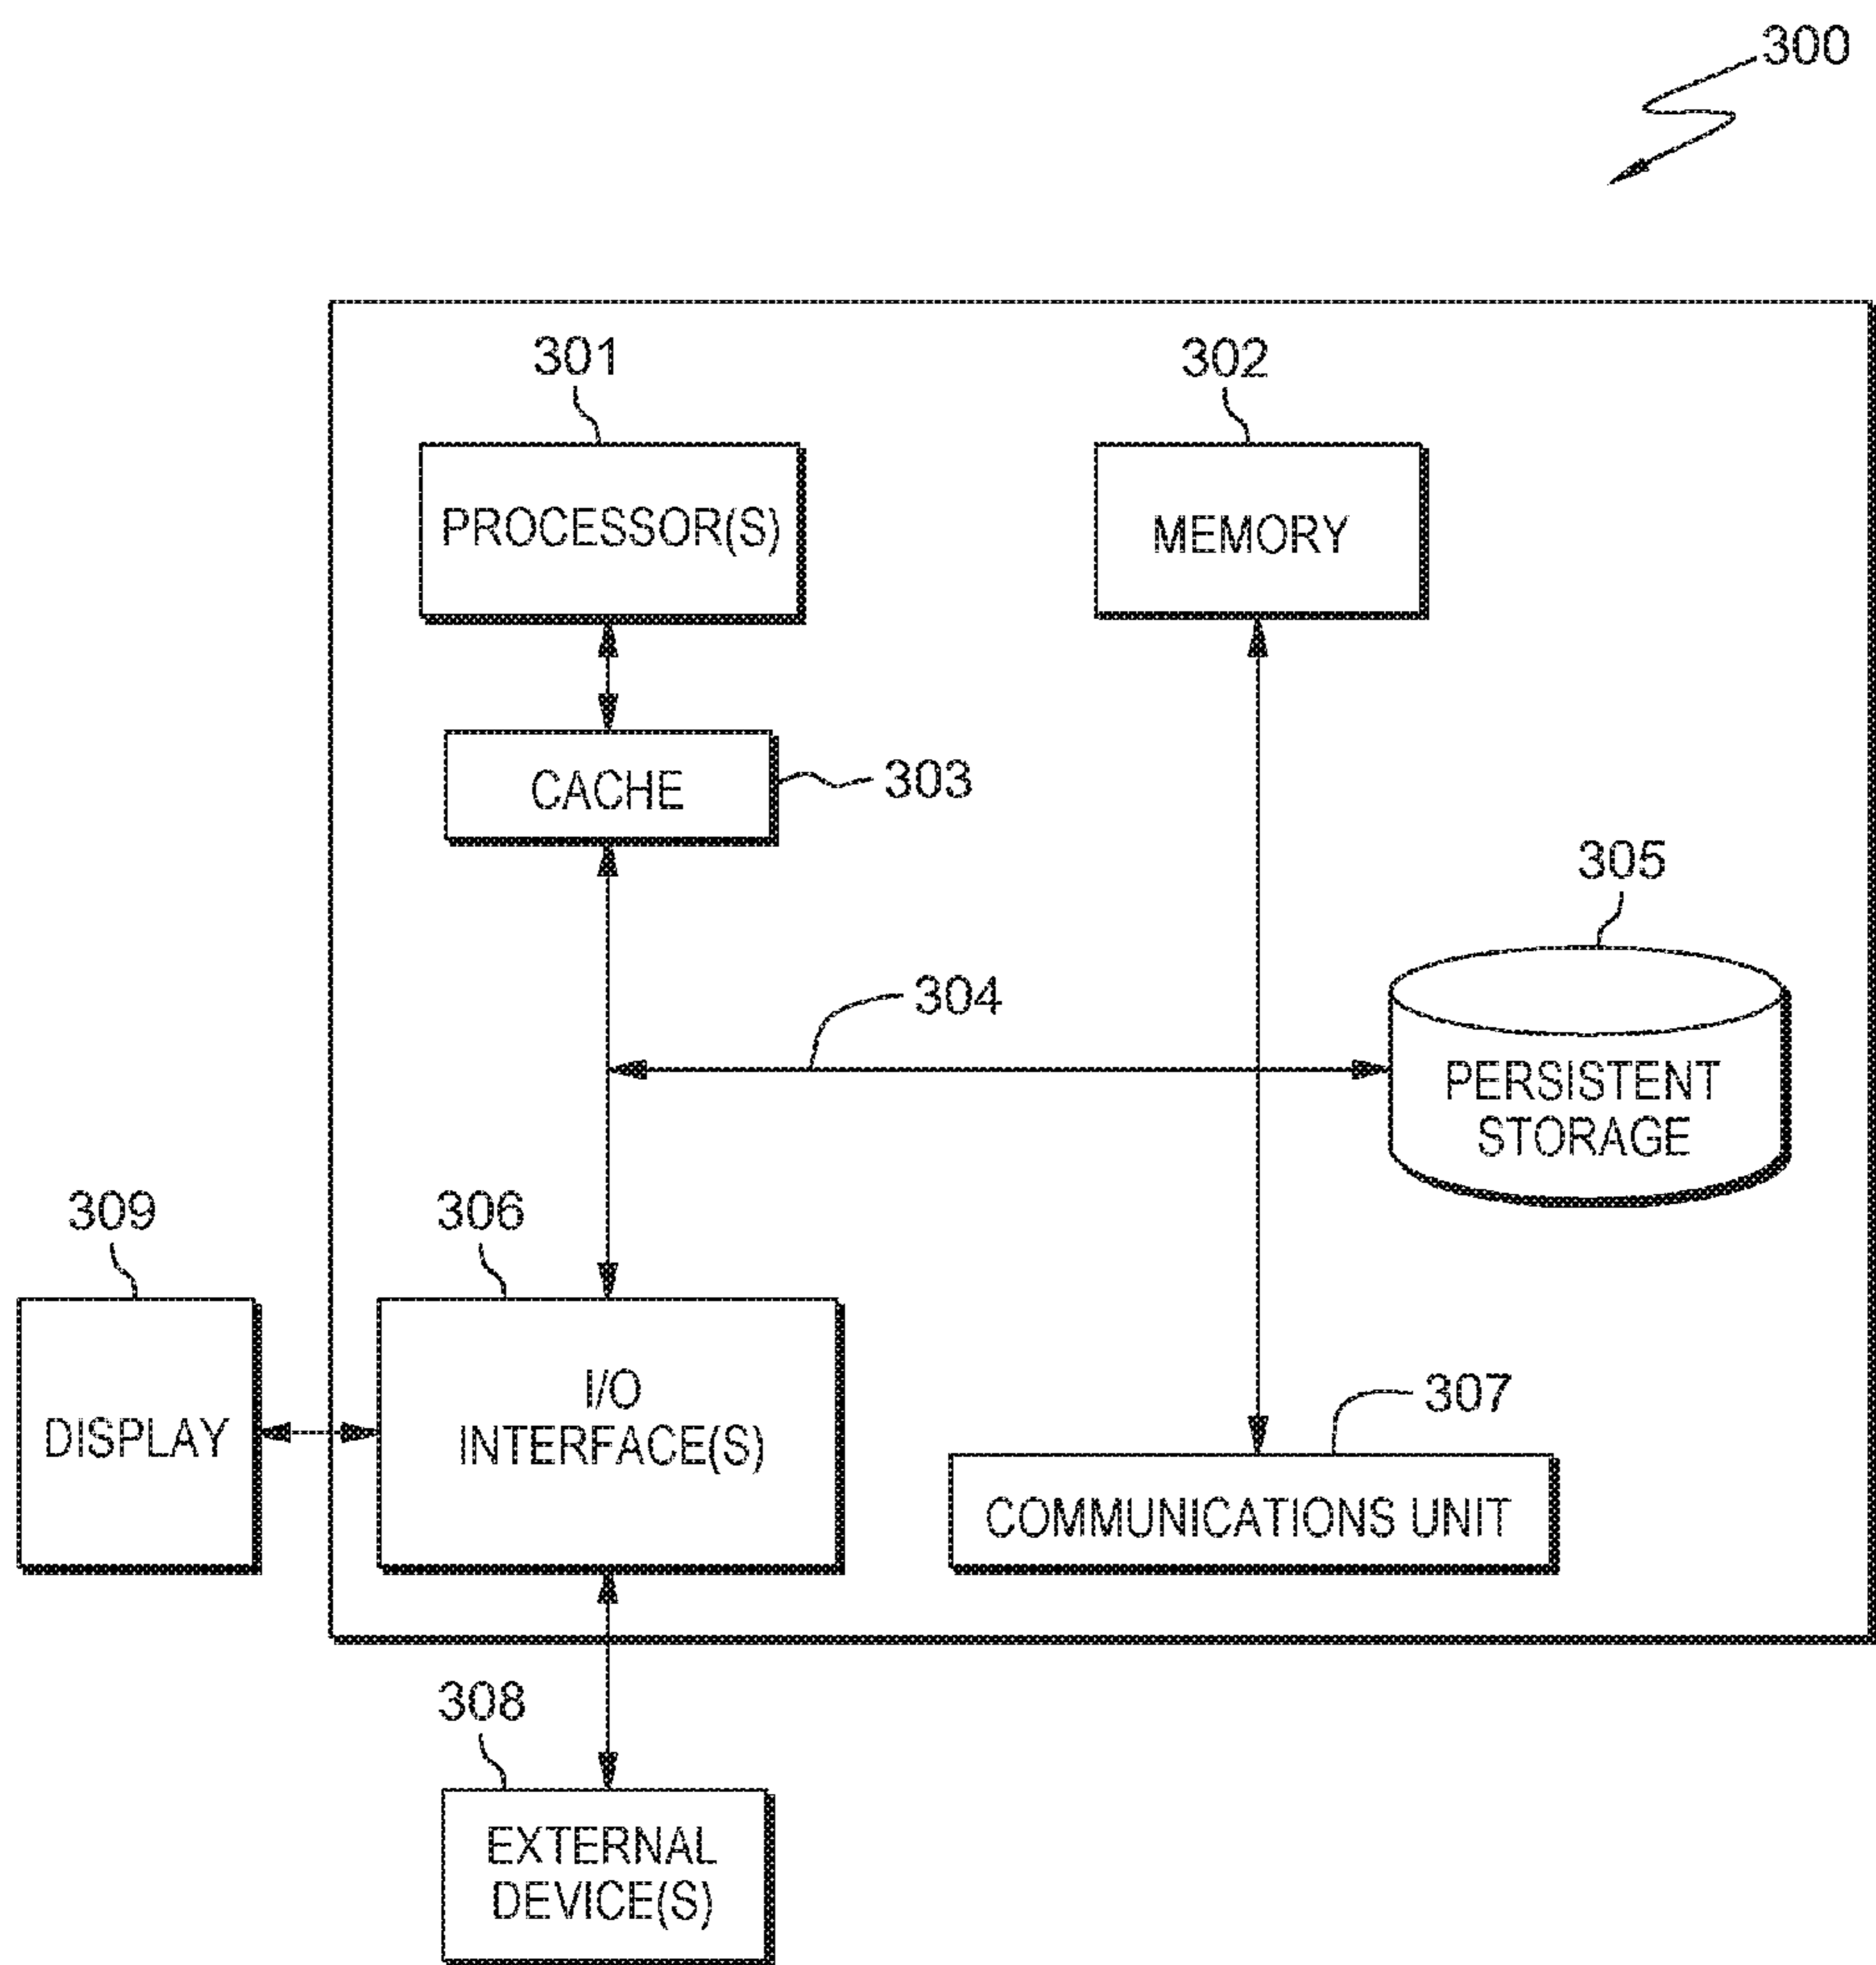 300
301
302
PROCESSOR(S)
MEMORY
CACHE
303
305
304
PERSISTENT
STORAGE
309
306
DISPLAY
I/O
INTERFACE(S)
307
COMMUNICATIONS UNIT
308
EXTERNAL
DEVICE(S)